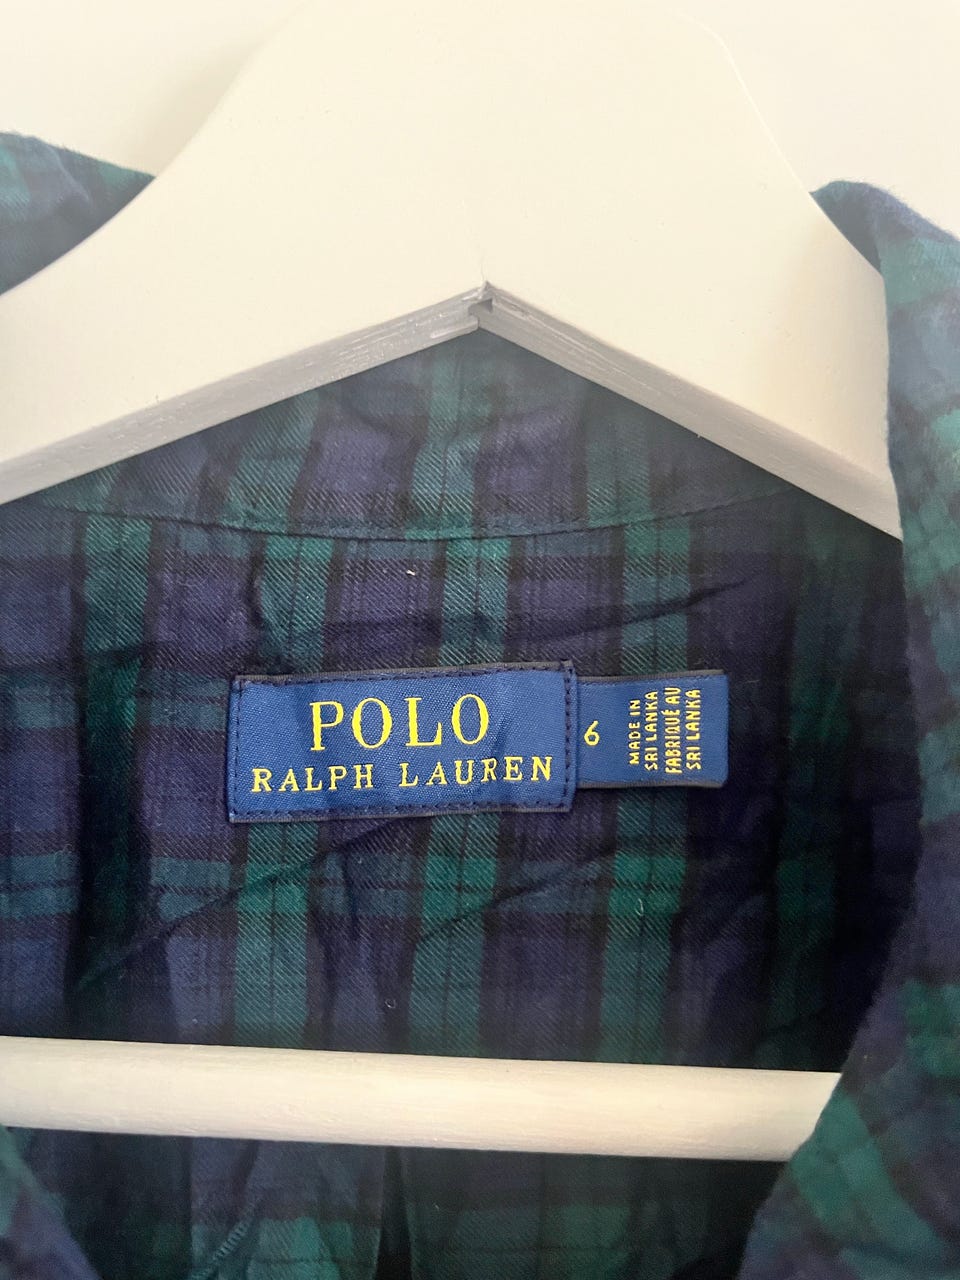 POLO
RALPH LAUREN
6
MADE IN
SRI LANKA
FABRIQUÉ AU
SRI LANKA